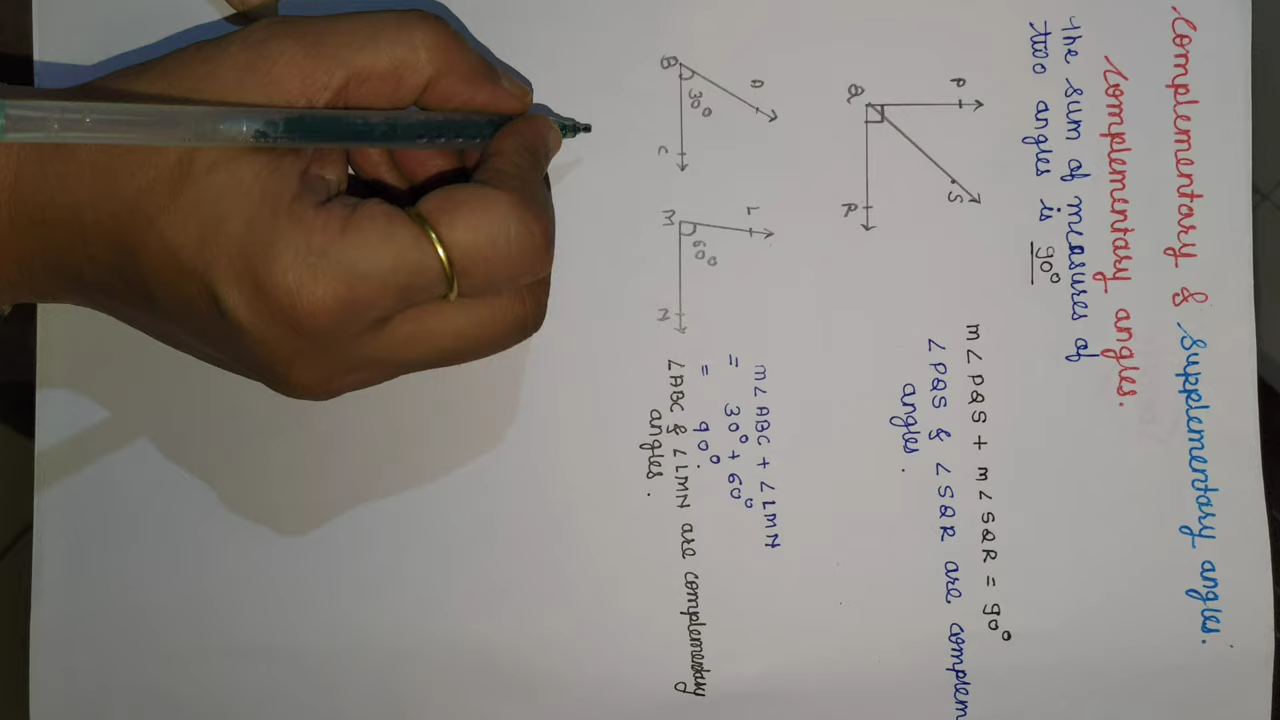 Complementary & supplementary angles.
Complementary angles.
The sum of measures of
two angles is 90°
P
S
Q
R
m∠PQS + m∠SQR = 90°
∠PQS & ∠SQR are complem
angles.
A
B
30°
C
L
M
60°
N
m∠ABC + ∠LMN
= 30° + 60°
= 90°.
∠ABC & ∠LMN are complementary
angles.